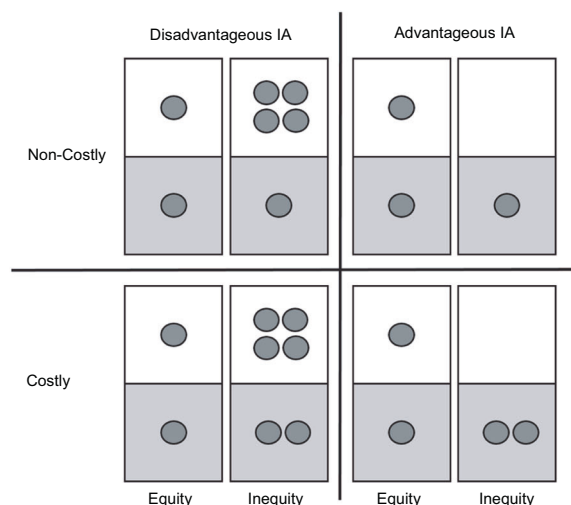 Disadvantageous IA
Advantageous IA
Non-Costly
Costly
Equity
Inequity
Equity
Inequity